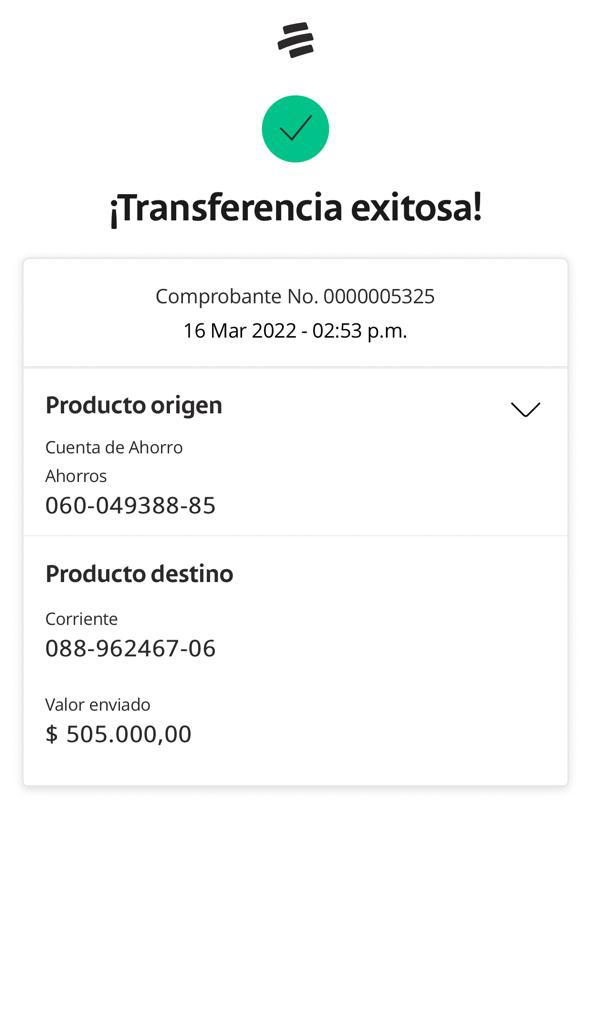 ¡Transferencia exitosa!
Comprobante No. 0000005325
16 Mar 2022 - 02:53 p.m.
Producto origen
Cuenta de Ahorro
Ahorros
060-049388-85
Producto destino
Corriente
088-962467-06
Valor enviado
$ 505.000,00